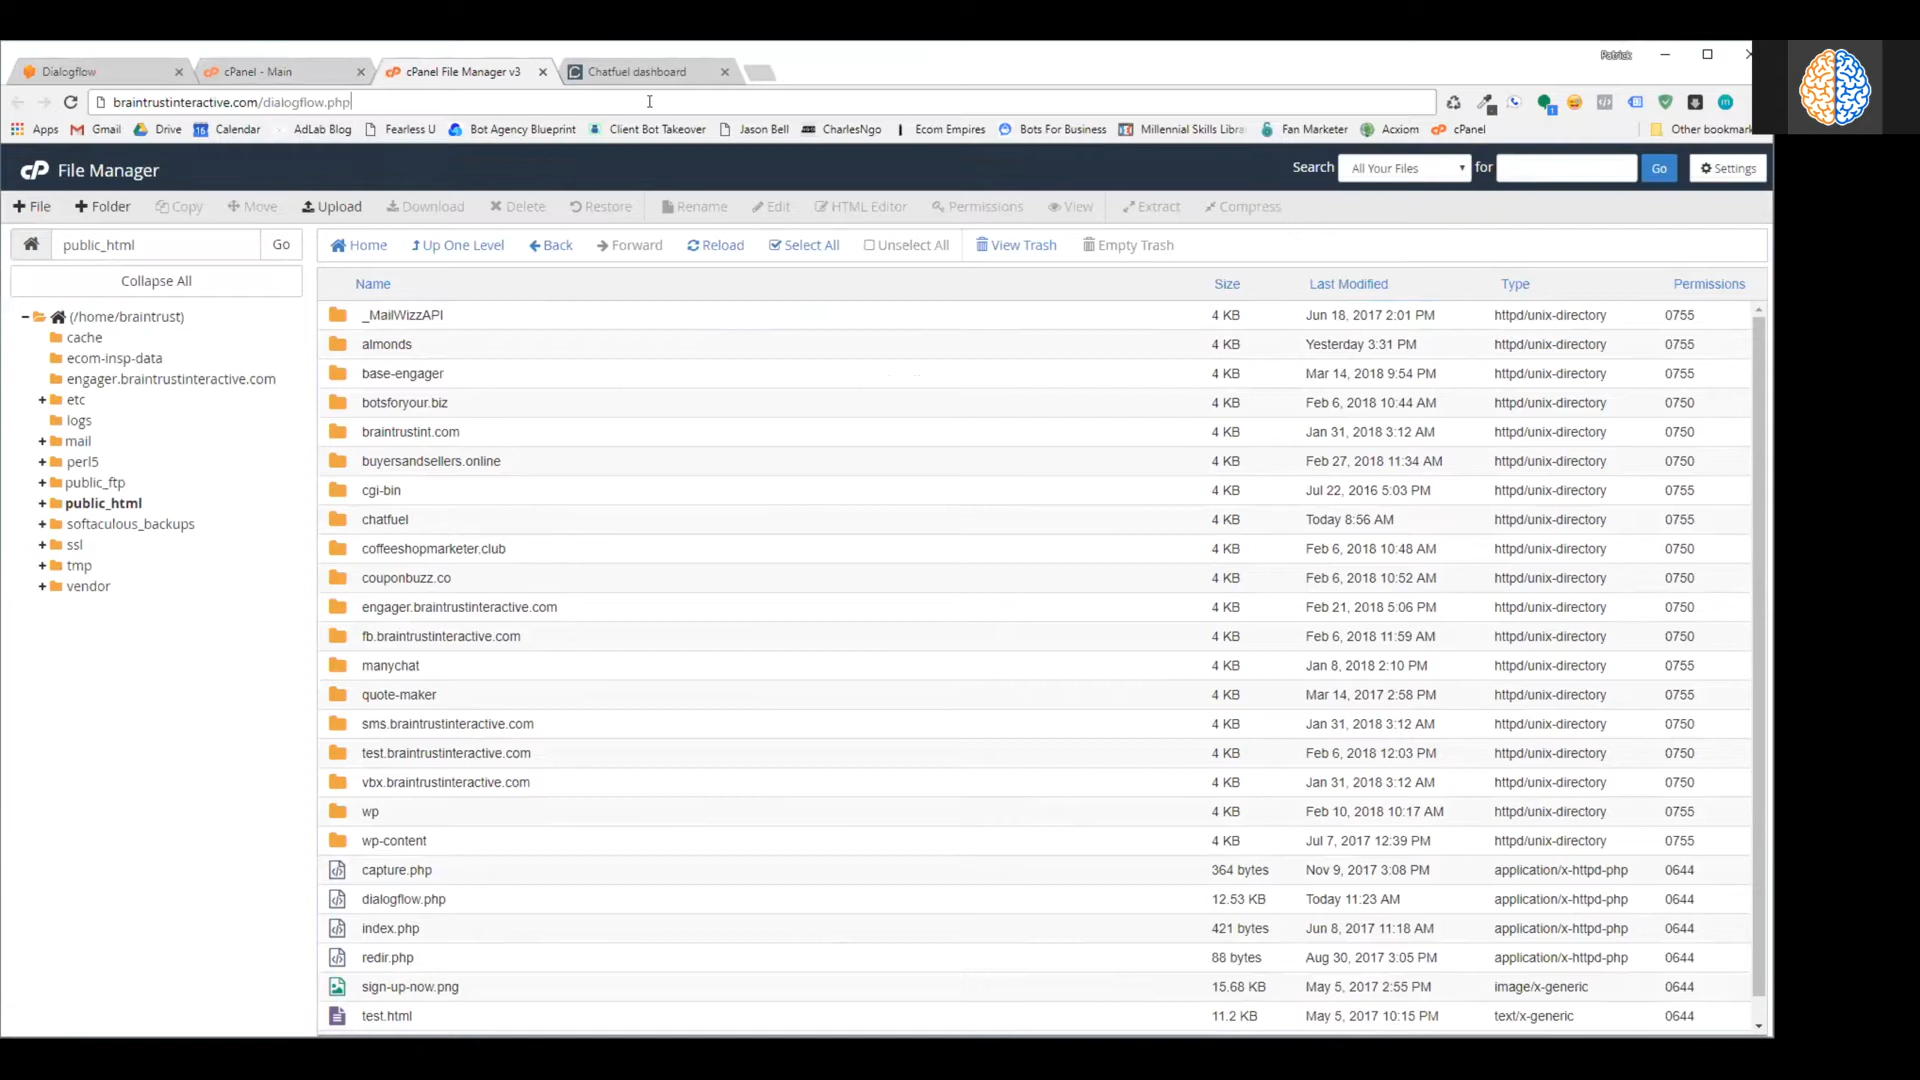 Patrick
Dialogflow
cPanel - Main
cPanel File Manager v3
Chatfuel dashboard
braintrustinteractive.com/dialogflow.php
Apps Gmail Drive 16 Calendar AdLab Blog Fearless U Bot Agency Blueprint Client Bot Takeover Jason Bell CharlesNgo Ecom Empires Bots For Business Millennial Skills Libra Fan Marketer Acxiom cPanel Other bookmark
cP File Manager
Search All Your Files for Go Settings
File Folder Copy Move Upload Download Delete Restore Rename Edit HTML Editor Permissions View Extract Compress
public_html Go
Home Up One Level Back Forward Reload Select All Unselect All View Trash Empty Trash
Collapse All
(/home/braintrust)
cache
ecom-insp-data
engager.braintrustinteractive.com
etc
logs
mail
perl5
public_ftp
public_html
softaculous_backups
ssl
tmp
vendor
Name Size Last Modified Type Permissions
_MailWizzAPI 4 KB Jun 18, 2017 2:01 PM httpd/unix-directory 0755
almonds 4 KB Yesterday 3:31 PM httpd/unix-directory 0755
base-engager 4 KB Mar 14, 2018 9:54 PM httpd/unix-directory 0755
botsforyour.biz 4 KB Feb 6, 2018 10:44 AM httpd/unix-directory 0750
braintrustint.com 4 KB Jan 31, 2018 3:12 AM httpd/unix-directory 0750
buyersandsellers.online 4 KB Feb 27, 2018 11:34 AM httpd/unix-directory 0750
cgi-bin 4 KB Jul 22, 2016 5:03 PM httpd/unix-directory 0755
chatfuel 4 KB Today 8:56 AM httpd/unix-directory 0755
coffeeshopmarketer.club 4 KB Feb 6, 2018 10:48 AM httpd/unix-directory 0750
couponbuzz.co 4 KB Feb 6, 2018 10:52 AM httpd/unix-directory 0750
engager.braintrustinteractive.com 4 KB Feb 21, 2018 5:06 PM httpd/unix-directory 0750
fb.braintrustinteractive.com 4 KB Feb 6, 2018 11:59 AM httpd/unix-directory 0750
manychat 4 KB Jan 8, 2018 2:10 PM httpd/unix-directory 0755
quote-maker 4 KB Mar 14, 2017 2:58 PM httpd/unix-directory 0755
sms.braintrustinteractive.com 4 KB Jan 31, 2018 3:12 AM httpd/unix-directory 0750
test.braintrustinteractive.com 4 KB Feb 6, 2018 12:03 PM httpd/unix-directory 0750
vbx.braintrustinteractive.com 4 KB Jan 31, 2018 3:12 AM httpd/unix-directory 0750
wp 4 KB Feb 10, 2018 10:17 AM httpd/unix-directory 0755
wp-content 4 KB Jul 7, 2017 12:39 PM httpd/unix-directory 0755
capture.php 364 bytes Nov 9, 2017 3:08 PM application/x-httpd-php 0644
dialogflow.php 12.53 KB Today 11:23 AM application/x-httpd-php 0644
index.php 421 bytes Jun 8, 2017 11:18 AM application/x-httpd-php 0644
redir.php 88 bytes Aug 30, 2017 3:05 PM application/x-httpd-php 0644
sign-up-now.png 15.68 KB May 5, 2017 2:55 PM image/x-generic 0644
test.html 11.2 KB May 5, 2017 10:15 PM text/x-generic 0644